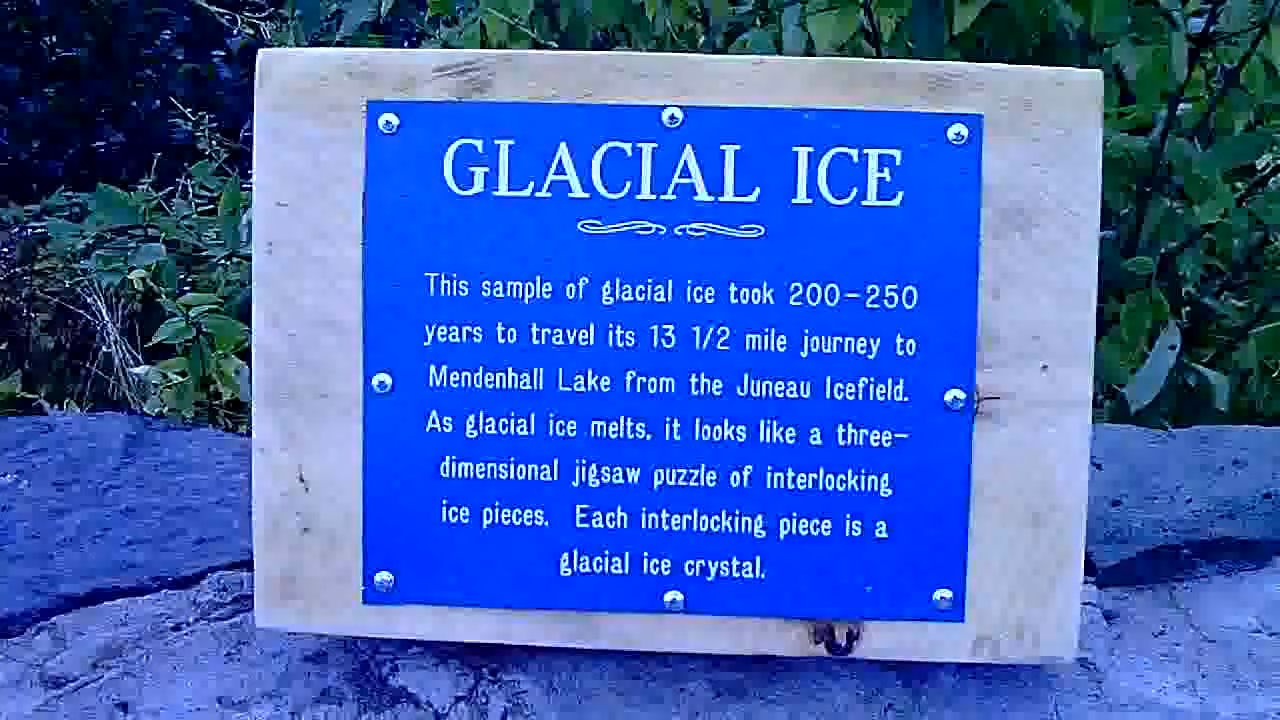 GLACIAL ICE
This sample of glacial ice took 200-250
years to travel its 13 1/2 mile journey to
Mendenhall Lake from the Juneau Icefield.
As glacial ice melts, it looks like a three-
dimensional jigsaw puzzle of interlocking
ice pieces. Each interlocking piece is a
glacial ice crystal.